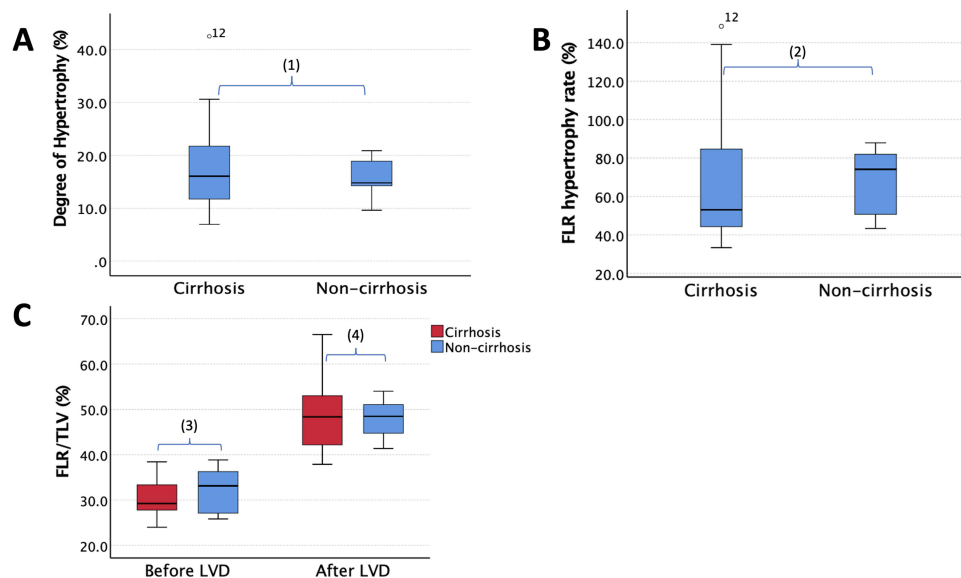 A
Degree of Hypertrophy (%)
40.0
30.0
20.0
10.0
.0
12
(1)
Cirrhosis
Non-cirrhosis
B
FLR hypertrophy rate (%)
140.0
120.0
100.0
80.0
60.0
40.0
20.0
12
(2)
Cirrhosis
Non-cirrhosis
C
FLR/TLV (%)
70.0
60.0
50.0
40.0
30.0
20.0
(3)
(4)
Cirrhosis
Non-cirrhosis
Before LVD
After LVD